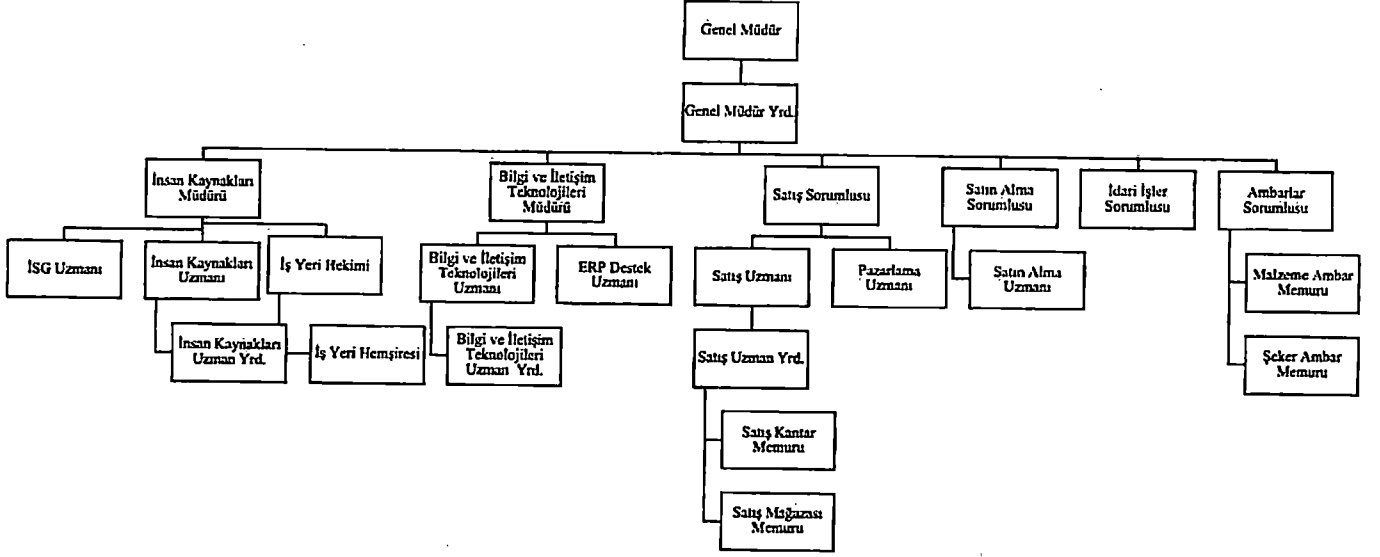 Genel Müdür
Genel Müdür Yrd.
İnsan Kaynakları
Müdürü
Bilgi ve İletişim
Teknolojileri
Müdürü
Satış Sorumlusu
Satın Alma
Sorumlusu
İdari İşler
Sorumlusu
Ambarlar
Sorumlusu
İSG Uzmanı
İnsan Kaynakları
Uzmanı
İş Yeri Hekimi
Bilgi ve İletişim
Teknolojileri
Uzmanı
ERP Destek
Uzmanı
Satış Uzmanı
Pazarlama
Uzmanı
Satın Alma
Uzmanı
Malzeme Ambar
Memuru
İnsan Kaynakları
Uzman Yrd.
İş Yeri Hemşiresi
Bilgi ve İletişim
Teknolojileri
Uzman Yrd.
Satış Uzman Yrd.
Şeker Ambar
Memuru
Satış Kantar
Memuru
Satış Mağazası
Memuru